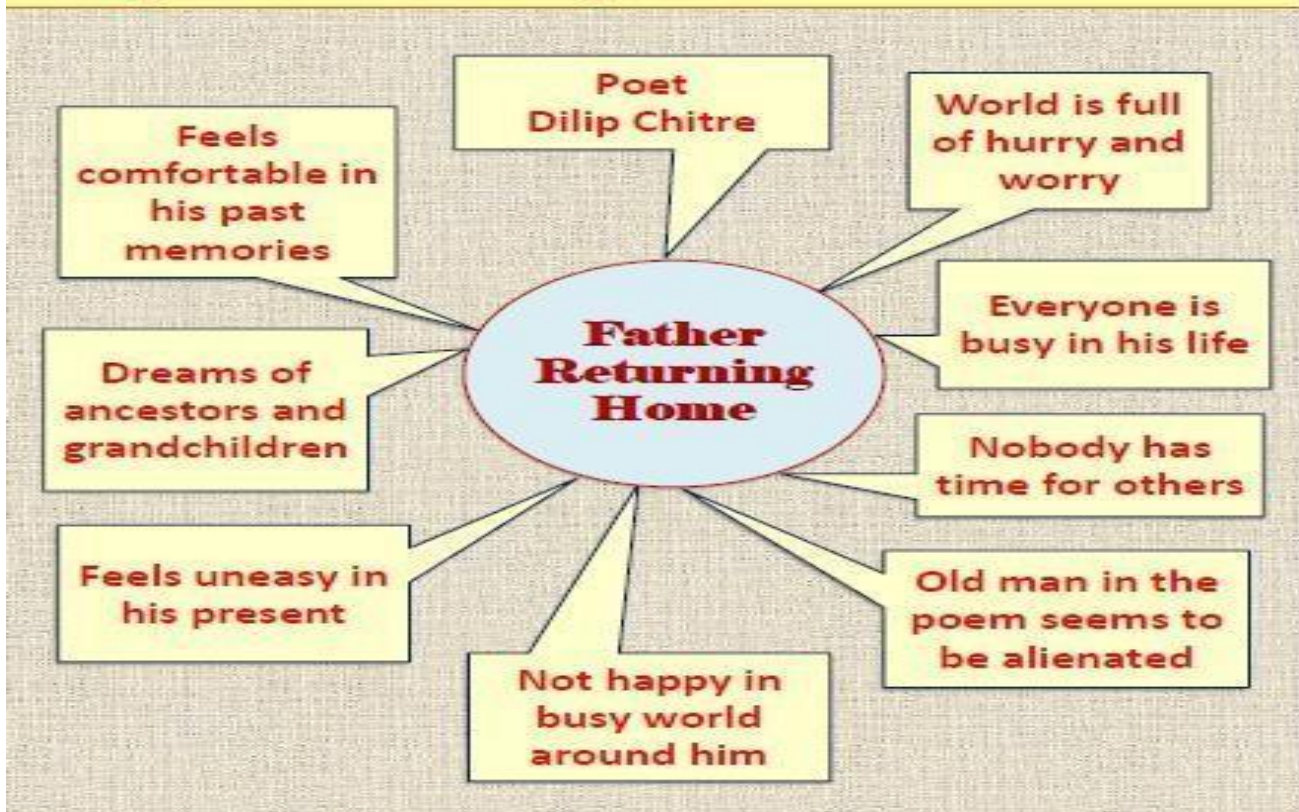 Poet
Dilip Chitre
World is full
of hurry and
worry
Feels
comfortable in
his past
memories
Father
Returning
Home
Everyone is
busy in his life
Dreams of
ancestors and
grandchildren
Nobody has
time for others
Feels uneasy in
his present
Old man in the
poem seems to
be alienated
Not happy in
busy world
around him